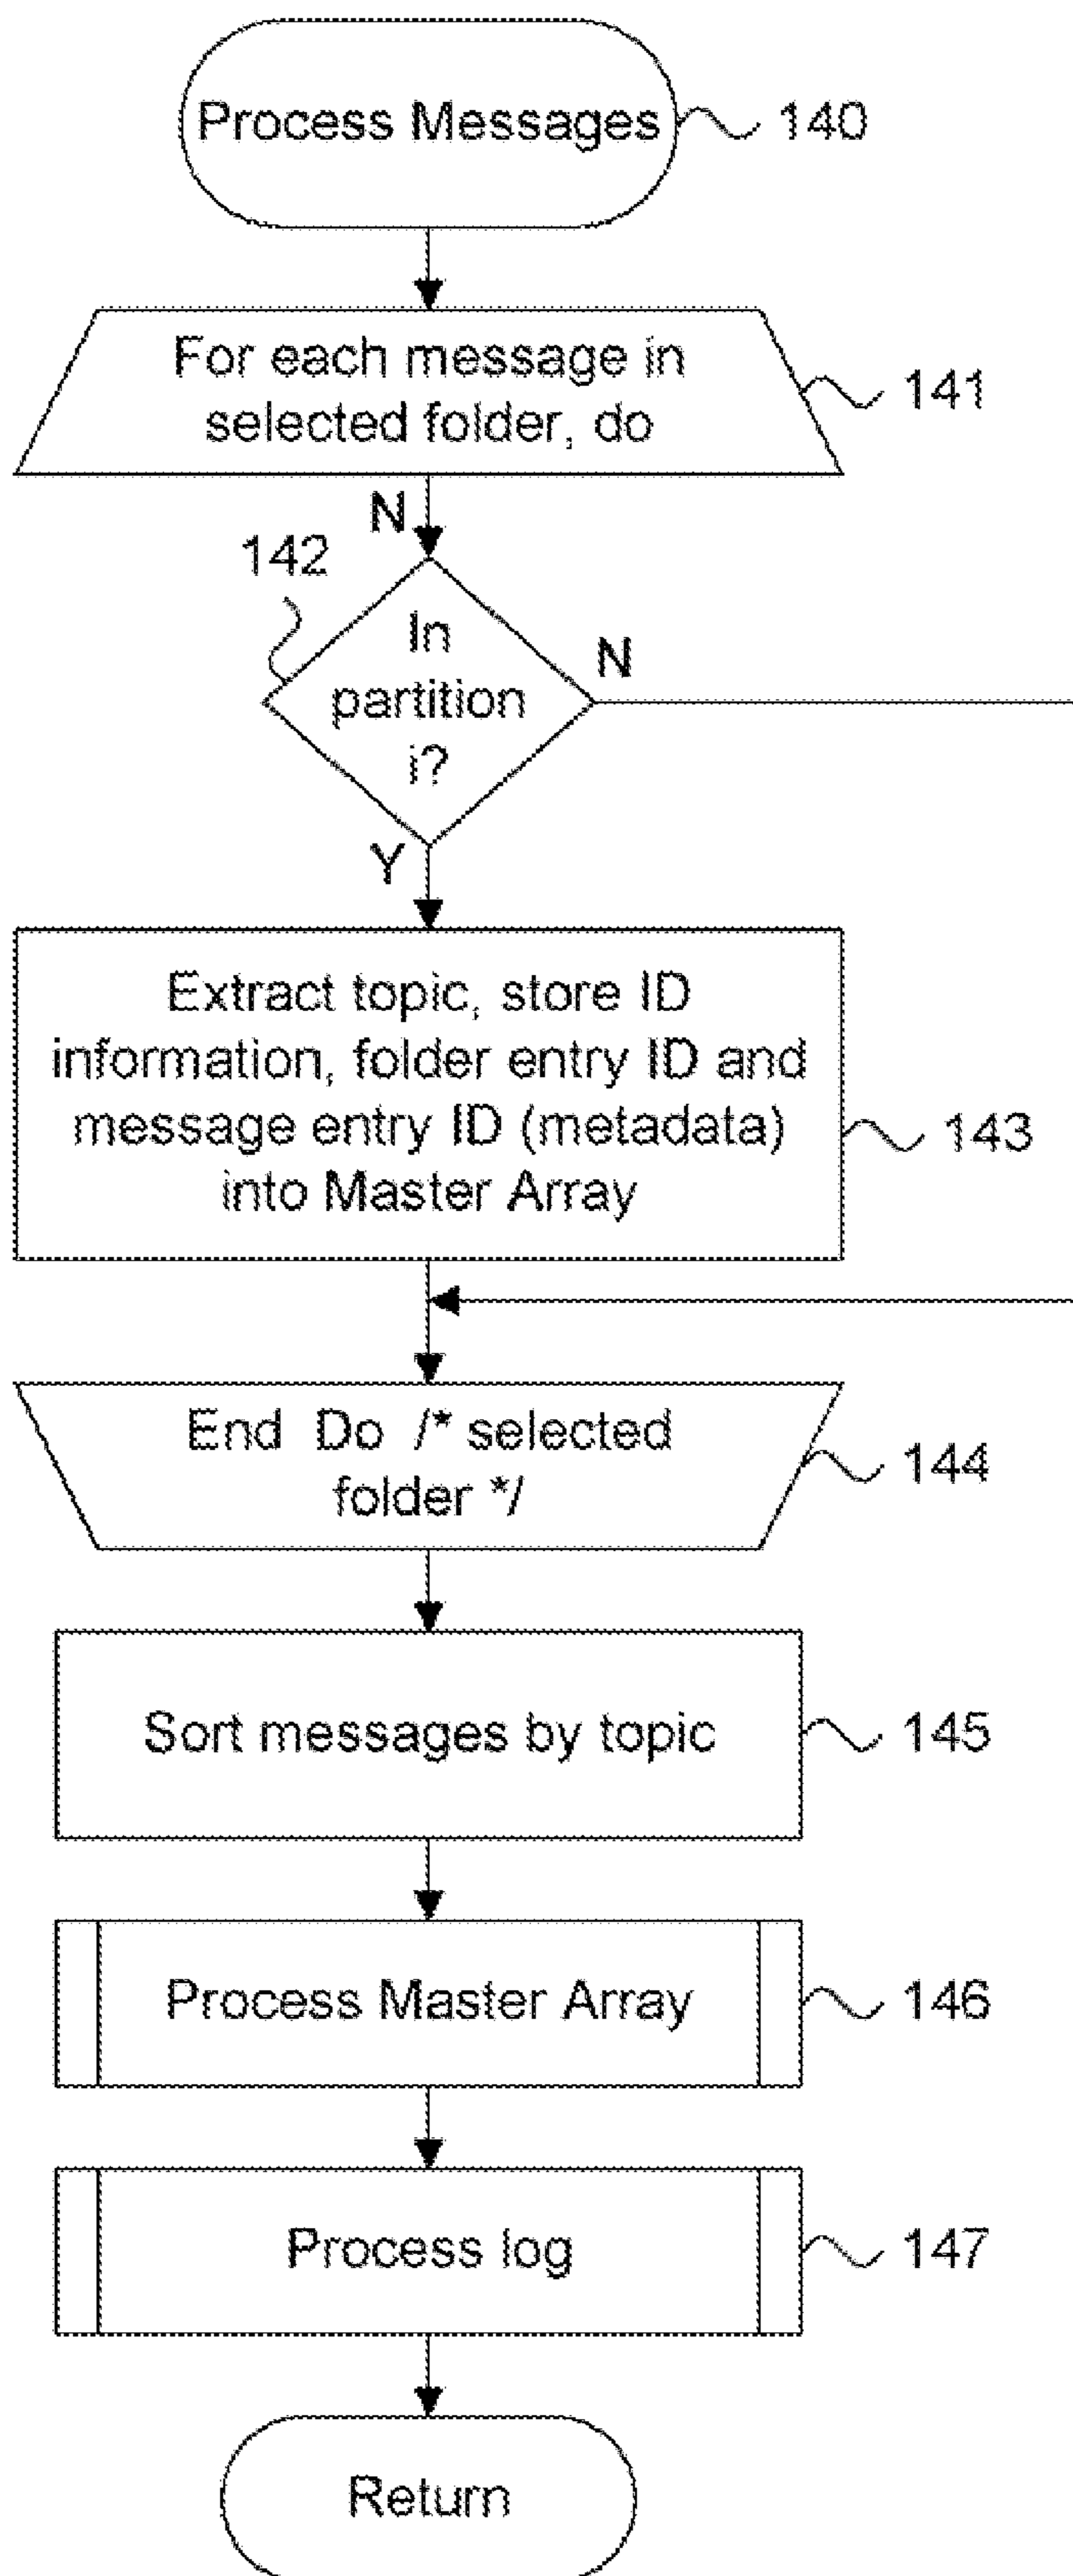 Process Messages
140
For each message in
selected folder, do
141
N
142
In
partition
i?
N
Y
Extract topic, store ID
information, folder entry ID and
message entry ID (metadata)
into Master Array
143
End Do /* selected
folder */
144
Sort messages by topic
145
Process Master Array
146
Process log
147
Return